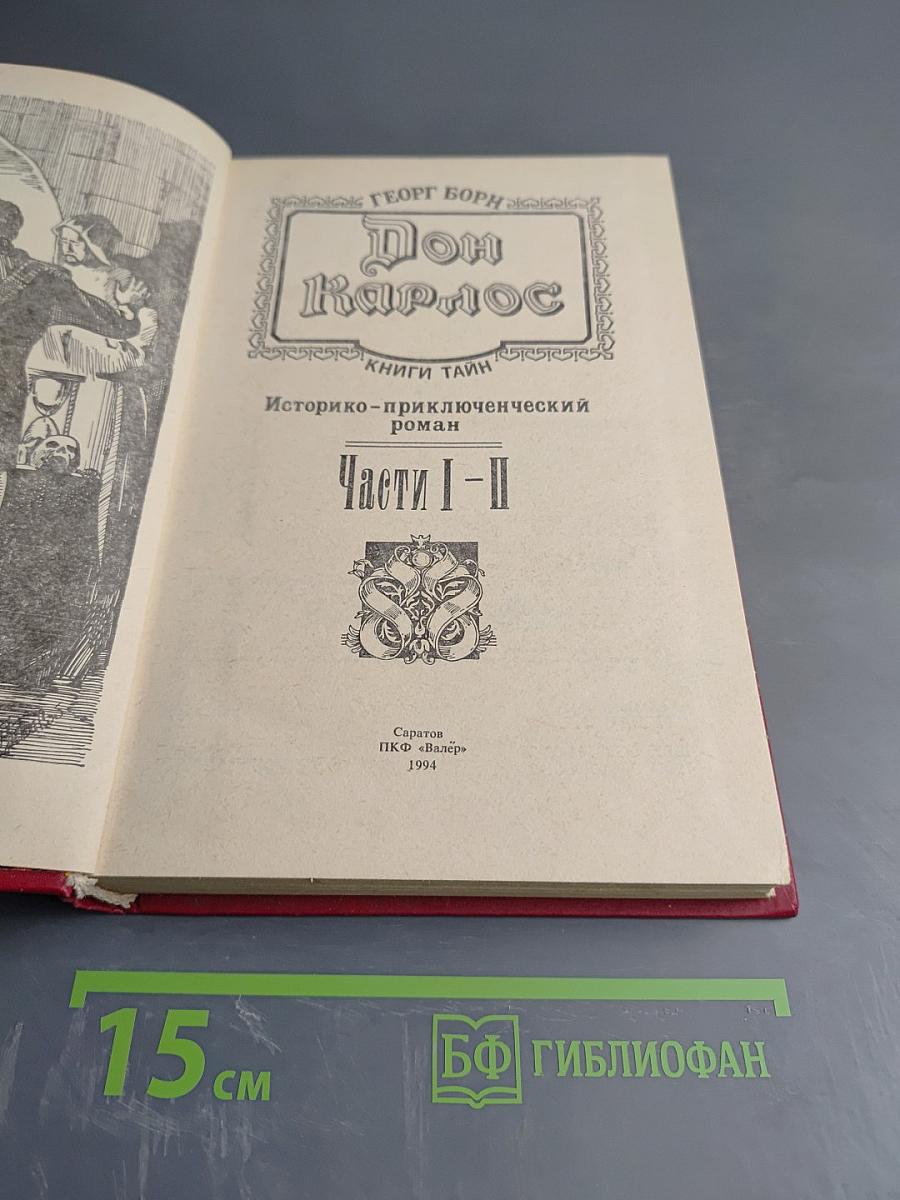 ГЕОРГ БОРН
Дон
Карлос
КНИГИ ТАЙН
Историко-приключенческий
роман
Части I-II
Саратов
ПКФ «Валёр»
1994
15 см
БФ ГИБЛИОФАН